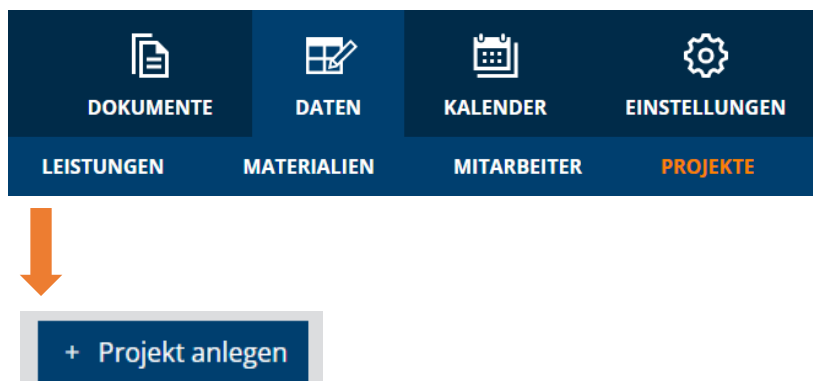 DOKUMENTE DATEN KALENDER EINSTELLUNGEN
LEISTUNGEN MATERIALIEN MITARBEITER PROJEKTE
+ Projekt anlegen